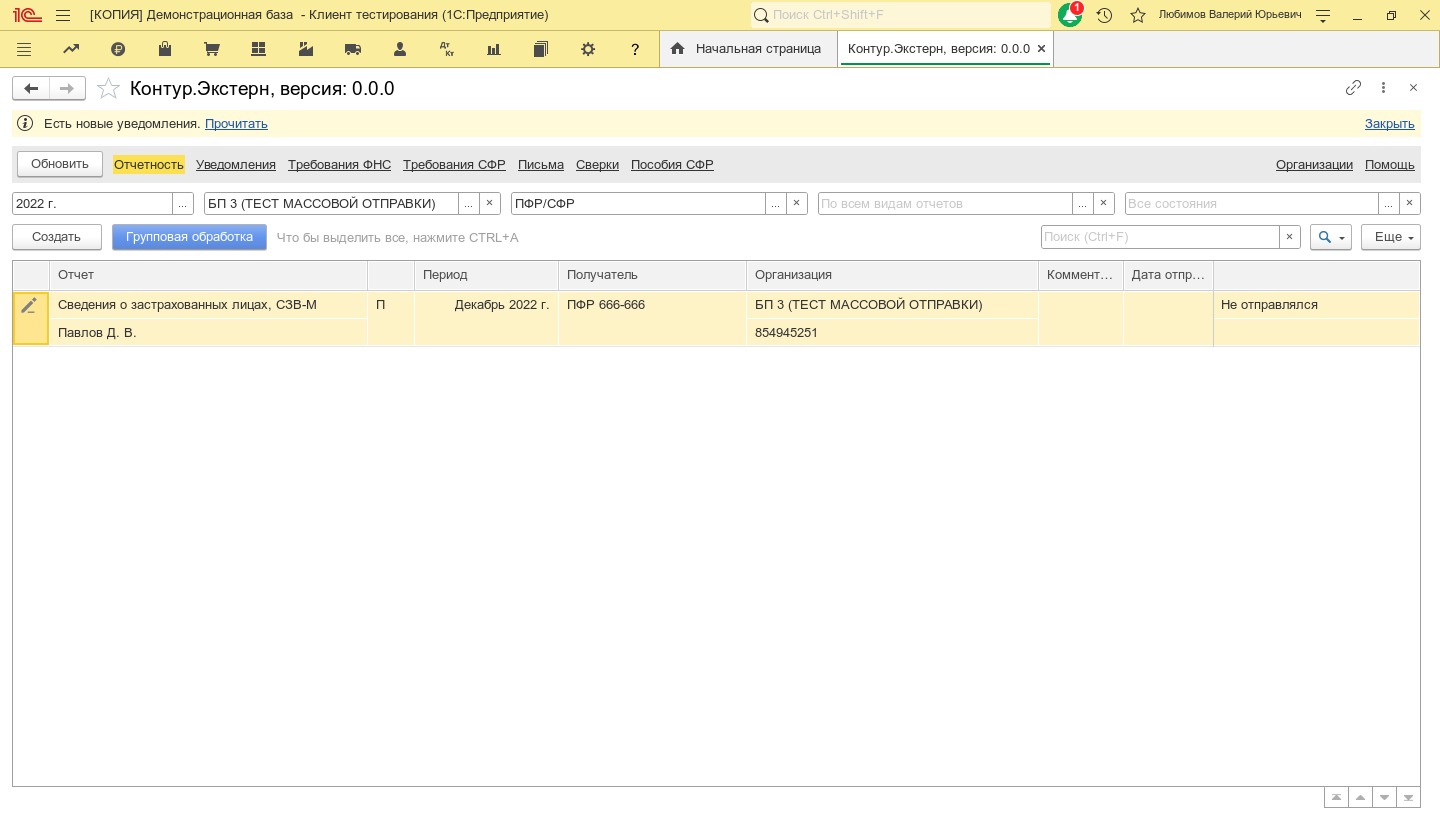 [КОПИЯ] Демонстрационная база - Клиент тестирования (1С:Предприятие)
Поиск Ctrl+Shift+F
1
Любимов Валерий Юрьевич
Дт Кт
?
Начальная страница
Контур.Экстерн, версия: 0.0.0
Контур.Экстерн, версия: 0.0.0
Есть новые уведомления. Прочитать
Закрыть
Обновить Отчетность Уведомления Требования ФНС Требования СФР Письма Сверки Пособия СФР Организации Помощь
2022 г. ... БП 3 (ТЕСТ МАССОВОЙ ОТПРАВКИ) ... × ПФР/СФР ... × По всем видам отчетов ... × Все состояния ... ×
Создать Групповая обработка Что бы выделить все, нажмите CTRL+A Поиск (Ctrl+F) × Еще
Отчет Период Получатель Организация Коммент... Дата отпр...
Сведения о застрахованных лицах, СЗВ-М П Декабрь 2022 г. ПФР 666-666 БП 3 (ТЕСТ МАССОВОЙ ОТПРАВКИ) Не отправлялся
Павлов Д. В. 854945251